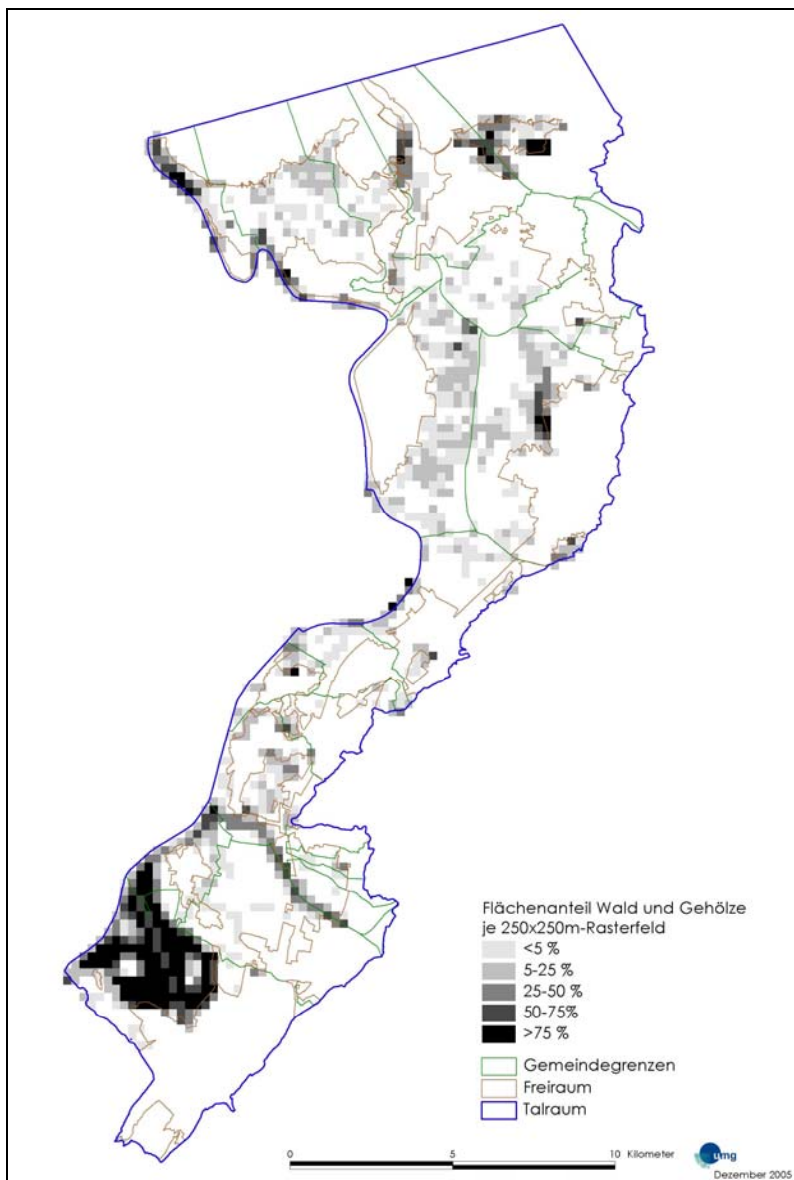 Flächenanteil Wald und Gehölze
je 250x250m-Rasterfeld
<5 %
5-25 %
25-50 %
50-75%
>75 %
Gemeindegrenzen
Freiraum
Talraum
0 5 10 Kilometer
umg
Dezember 2005